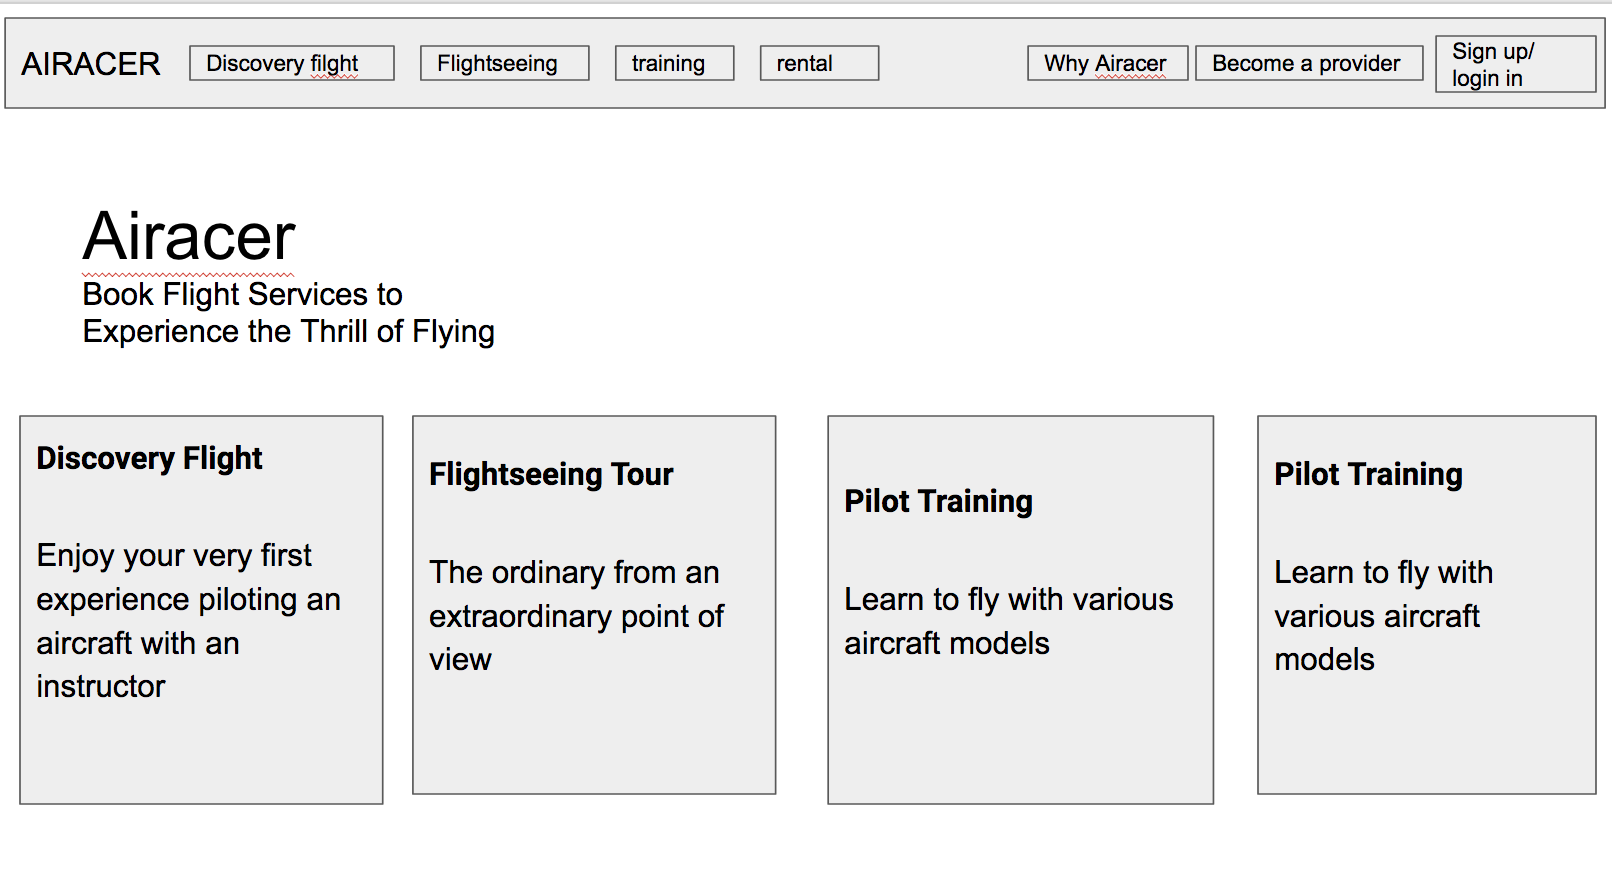 AIRACER
Discovery filght
Flightseeing
training
rental
Why Airacer
Become a provider
Sign up/
login in
Airacer
Book Flight Services to
Experience the Thrill of Flying
Discovery Flight
Enjoy your very first
experience piloting an
aircraft with an
instructor
Flightseeing Tour
The ordinary from an
extraordinary point of
view
Pilot Training
Learn to fly with various
aircraft models
Pilot Training
Learn to fly with
various aircraft
models